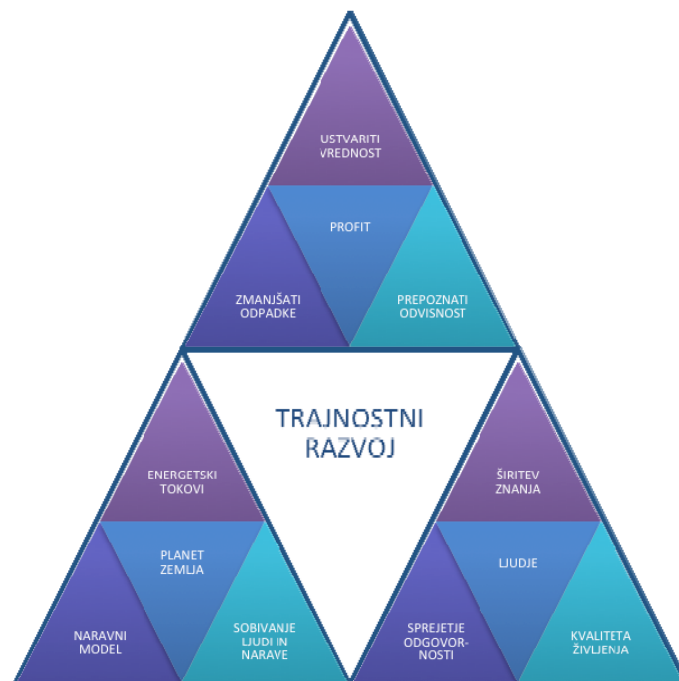 USTVARITI
VREDNOST
PROFIT
ZMANJŠATI
ODPADKE
PREPOZNATI
ODVISNOST
TRAJNOSTNI
RAZVOJ
ENERGETSKI
TOKOVI
PLANET
ZEMLJA
NARAVNI
MODEL
SOBIVANJE
LJUDI IN
NARAVE
ŠIRITEV
ZNANJA
LJUDJE
SPREJETJE
ODGOVOR-
NOSTI
KVALITETA
ŽIVLJENJA